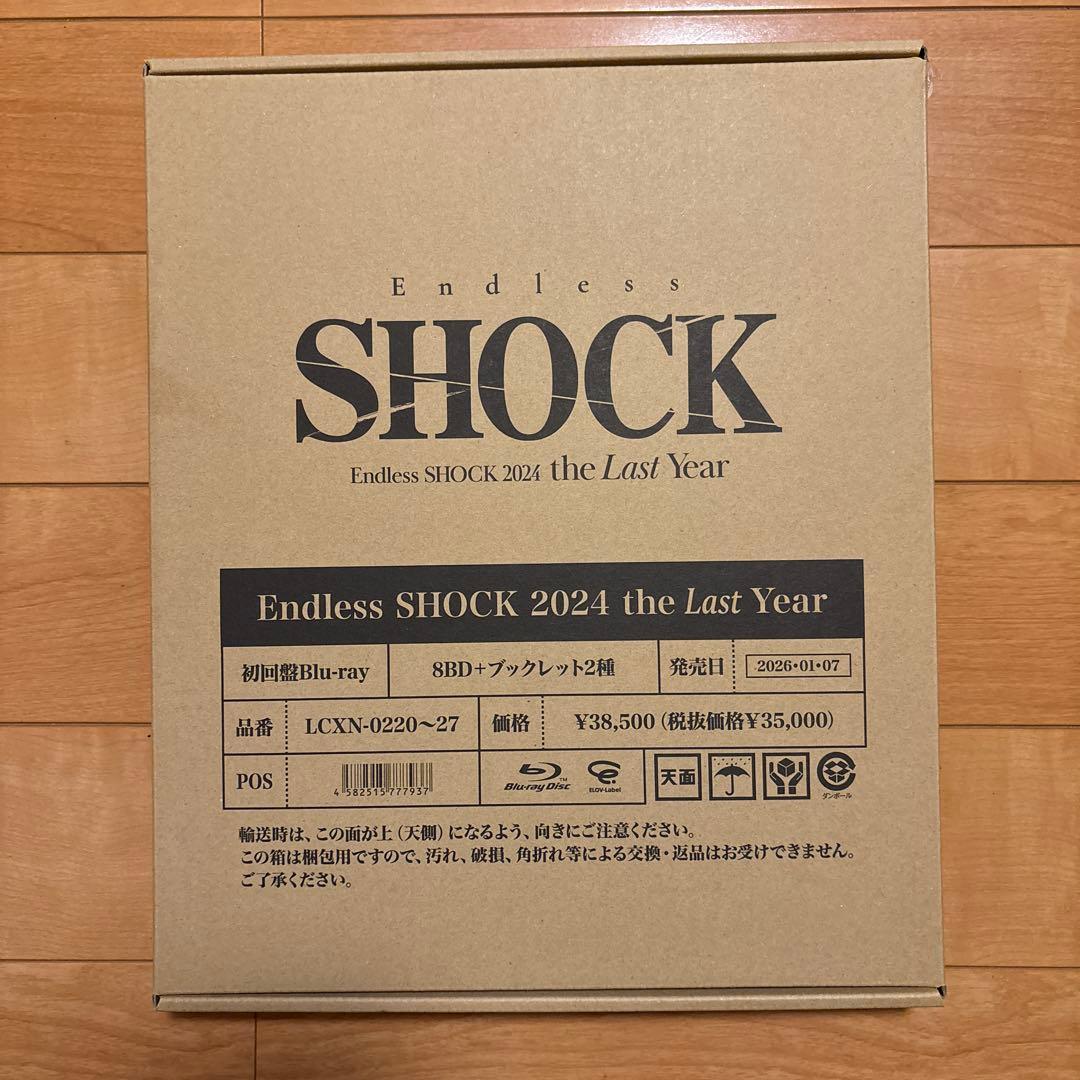 Endless
SHOCK
Endless SHOCK 2024 the Last Year
Endless SHOCK 2024 the Last Year
初回盤Blu-ray 8BD+ブックレット2種 発売日 2026・01・07
品番 LCXN-0220〜27 価格 ¥38,500(税抜価格¥35,000)
POS 4 582515 777937 Blu-ray Disc TM ELOV-Label 天面 ダンボール
輸送時は、この面が上(天側)になるよう、向きにご注意ください。
この箱は梱包用ですので、汚れ、破損、角折れ等による交換・返品はお受けできません。
ご了承ください。